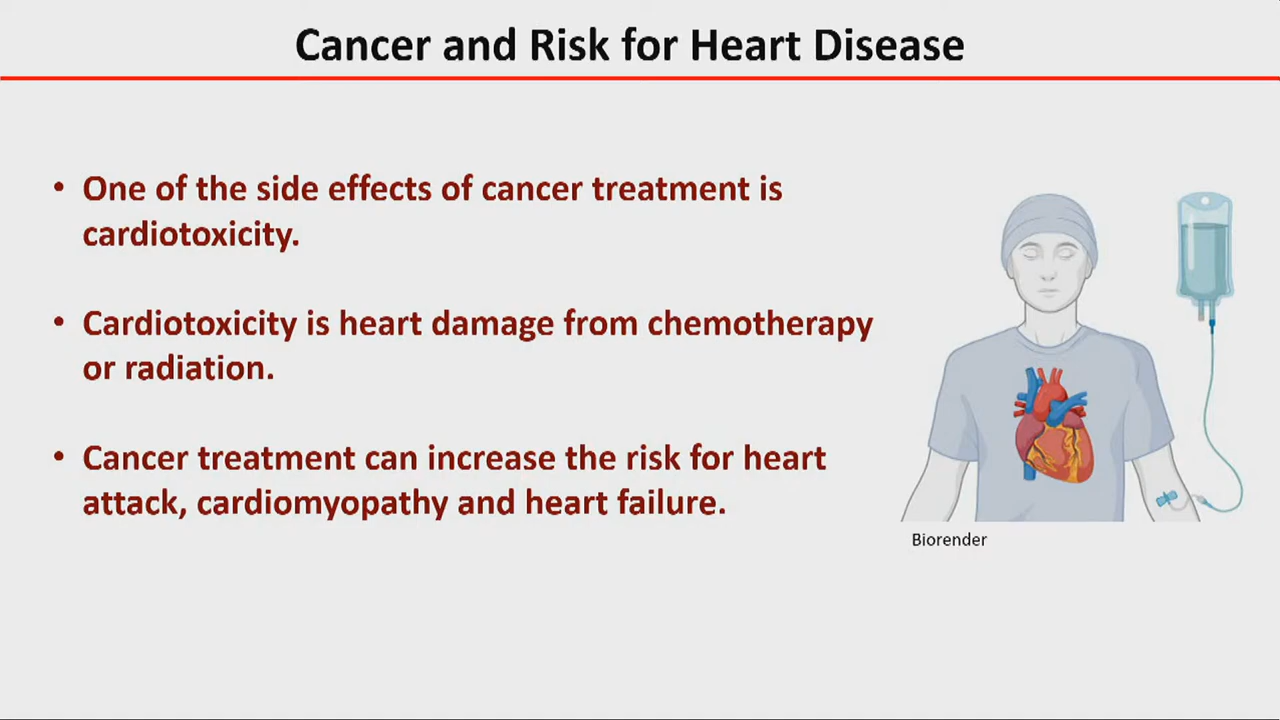 Cancer and Risk for Heart Disease
• One of the side effects of cancer treatment is
cardiotoxicity.
• Cardiotoxicity is heart damage from chemotherapy
or radiation.
• Cancer treatment can increase the risk for heart
attack, cardiomyopathy and heart failure.
Biorender